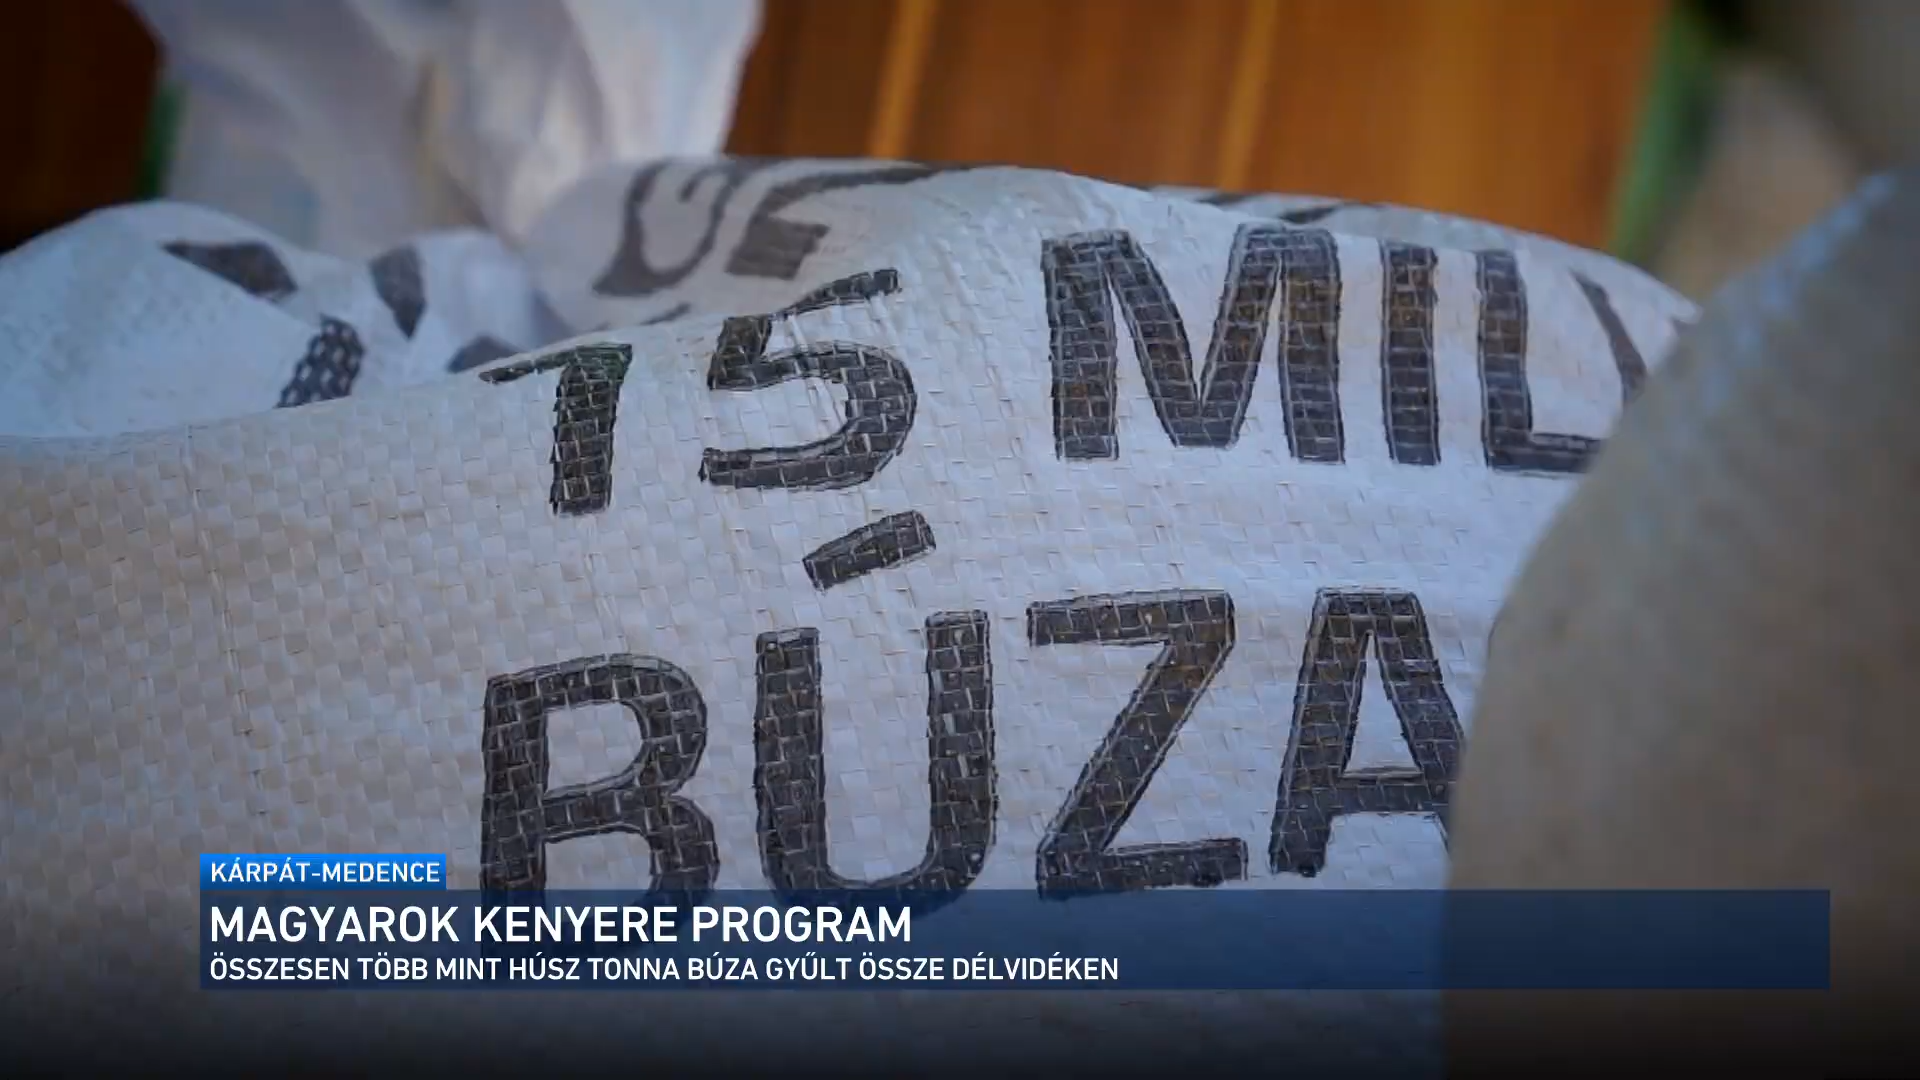 15 MIL
BÚZA
KÁRPÁT-MEDENCE
MAGYAROK KENYERE PROGRAM
ÖSSZESEN TÖBB MINT HÚSZ TONNA BÚZA GYŰLT ÖSSZE DÉLVIDÉKEN